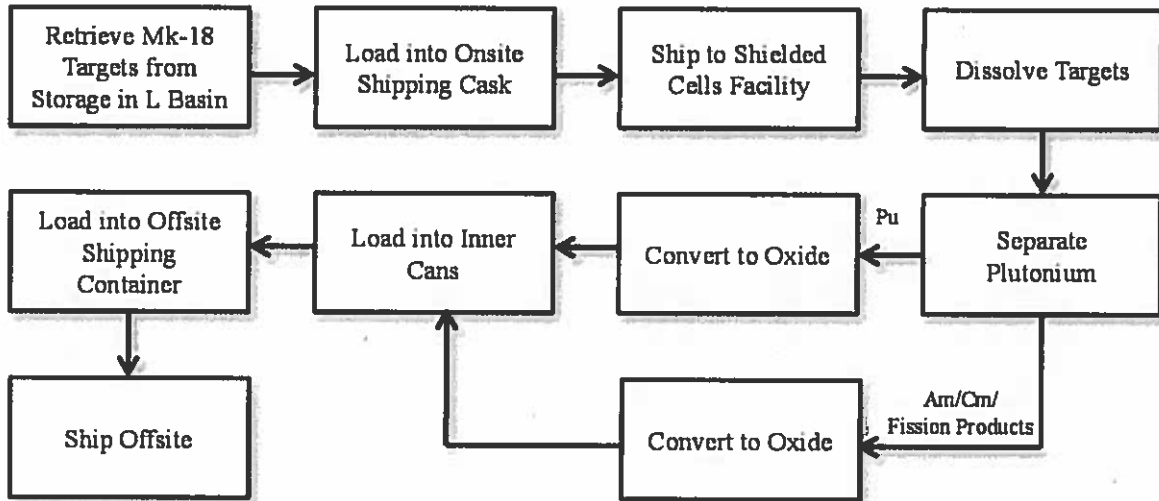 Retrieve Mk-18
Targets from
Storage in L Basin
Load into Onsite
Shipping Cask
Ship to Shielded
Cells Facility
Dissolve Targets
Separate
Plutonium
Pu
Convert to Oxide
Load into Inner
Cans
Load into Offsite
Shipping
Container
Ship Offsite
Am/Cm/
Fission Products
Convert to Oxide